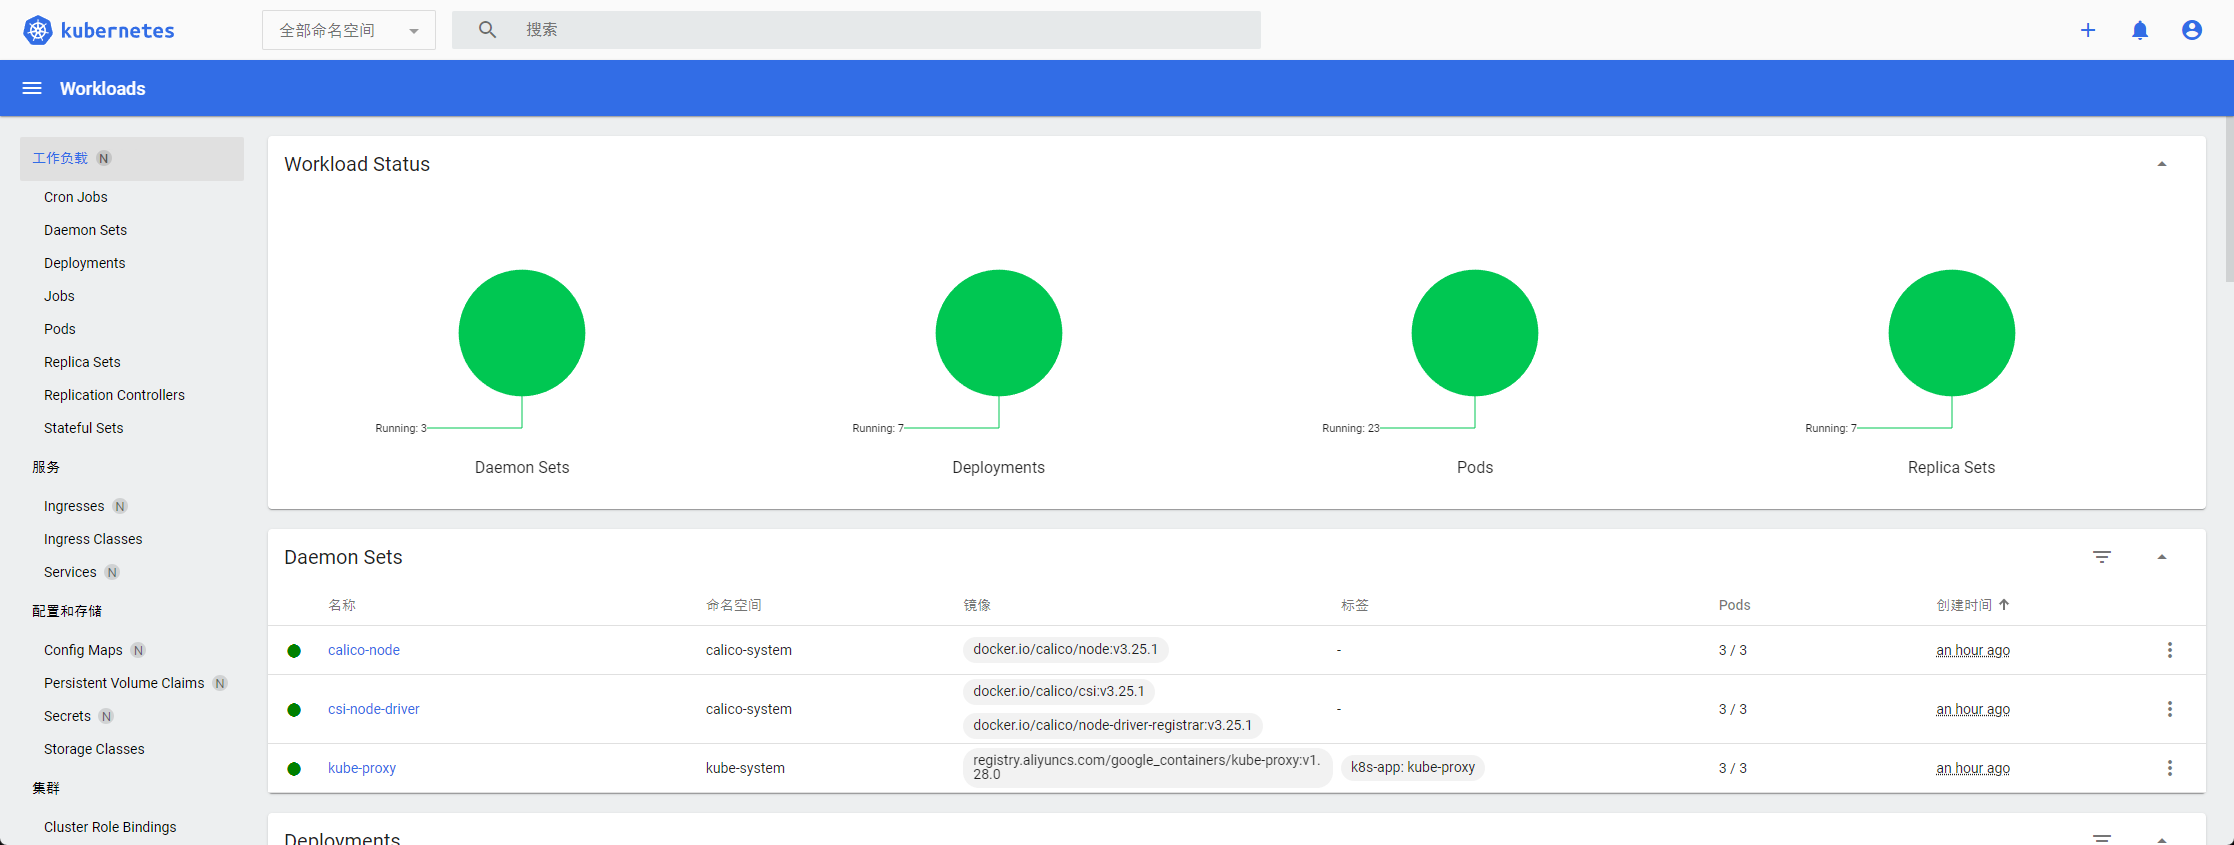 kubernetes
全部命名空间
搜索
Workloads
工作负载 N
Cron Jobs
Daemon Sets
Deployments
Jobs
Pods
Replica Sets
Replication Controllers
Stateful Sets
服务
Ingresses N
Ingress Classes
Services N
配置和存储
Config Maps N
Persistent Volume Claims N
Secrets N
Storage Classes
集群
Cluster Role Bindings
Workload Status
Running: 3
Daemon Sets
Running: 7
Deployments
Running: 23
Pods
Running: 7
Replica Sets
Daemon Sets
名称 命名空间 镜像 标签 Pods 创建时间
calico-node calico-system docker.io/calico/node:v3.25.1 - 3 / 3 an hour ago
csi-node-driver calico-system docker.io/calico/csi:v3.25.1 - 3 / 3 an hour ago
docker.io/calico/node-driver-registrar:v3.25.1
kube-proxy kube-system registry.aliyuncs.com/google_containers/kube-proxy:v1. k8s-app: kube-proxy 3 / 3 an hour ago
28.0
Deployments